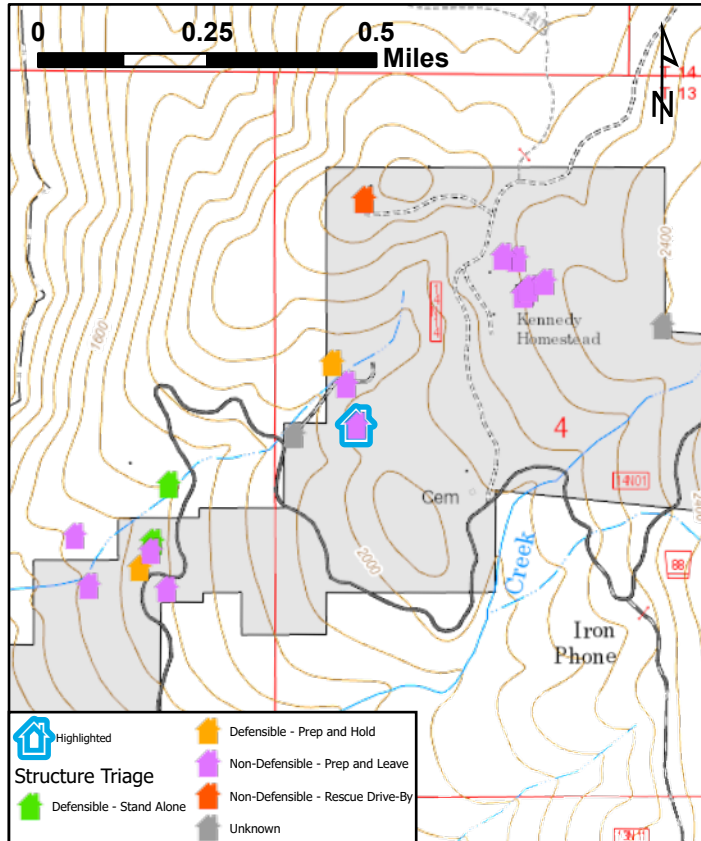 0 0.25 0.5
Miles
14N75
T 14
T 13
N
2400
1600
Kennedy
Homestead
4
14N01
Cem
2000
Creek
88
Iron
Phone
13N11
Highlighted
Structure Triage
Defensible - Stand Alone
Defensible - Prep and Hold
Non-Defensible - Prep and Leave
Non-Defensible - Rescue Drive-By
Unknown